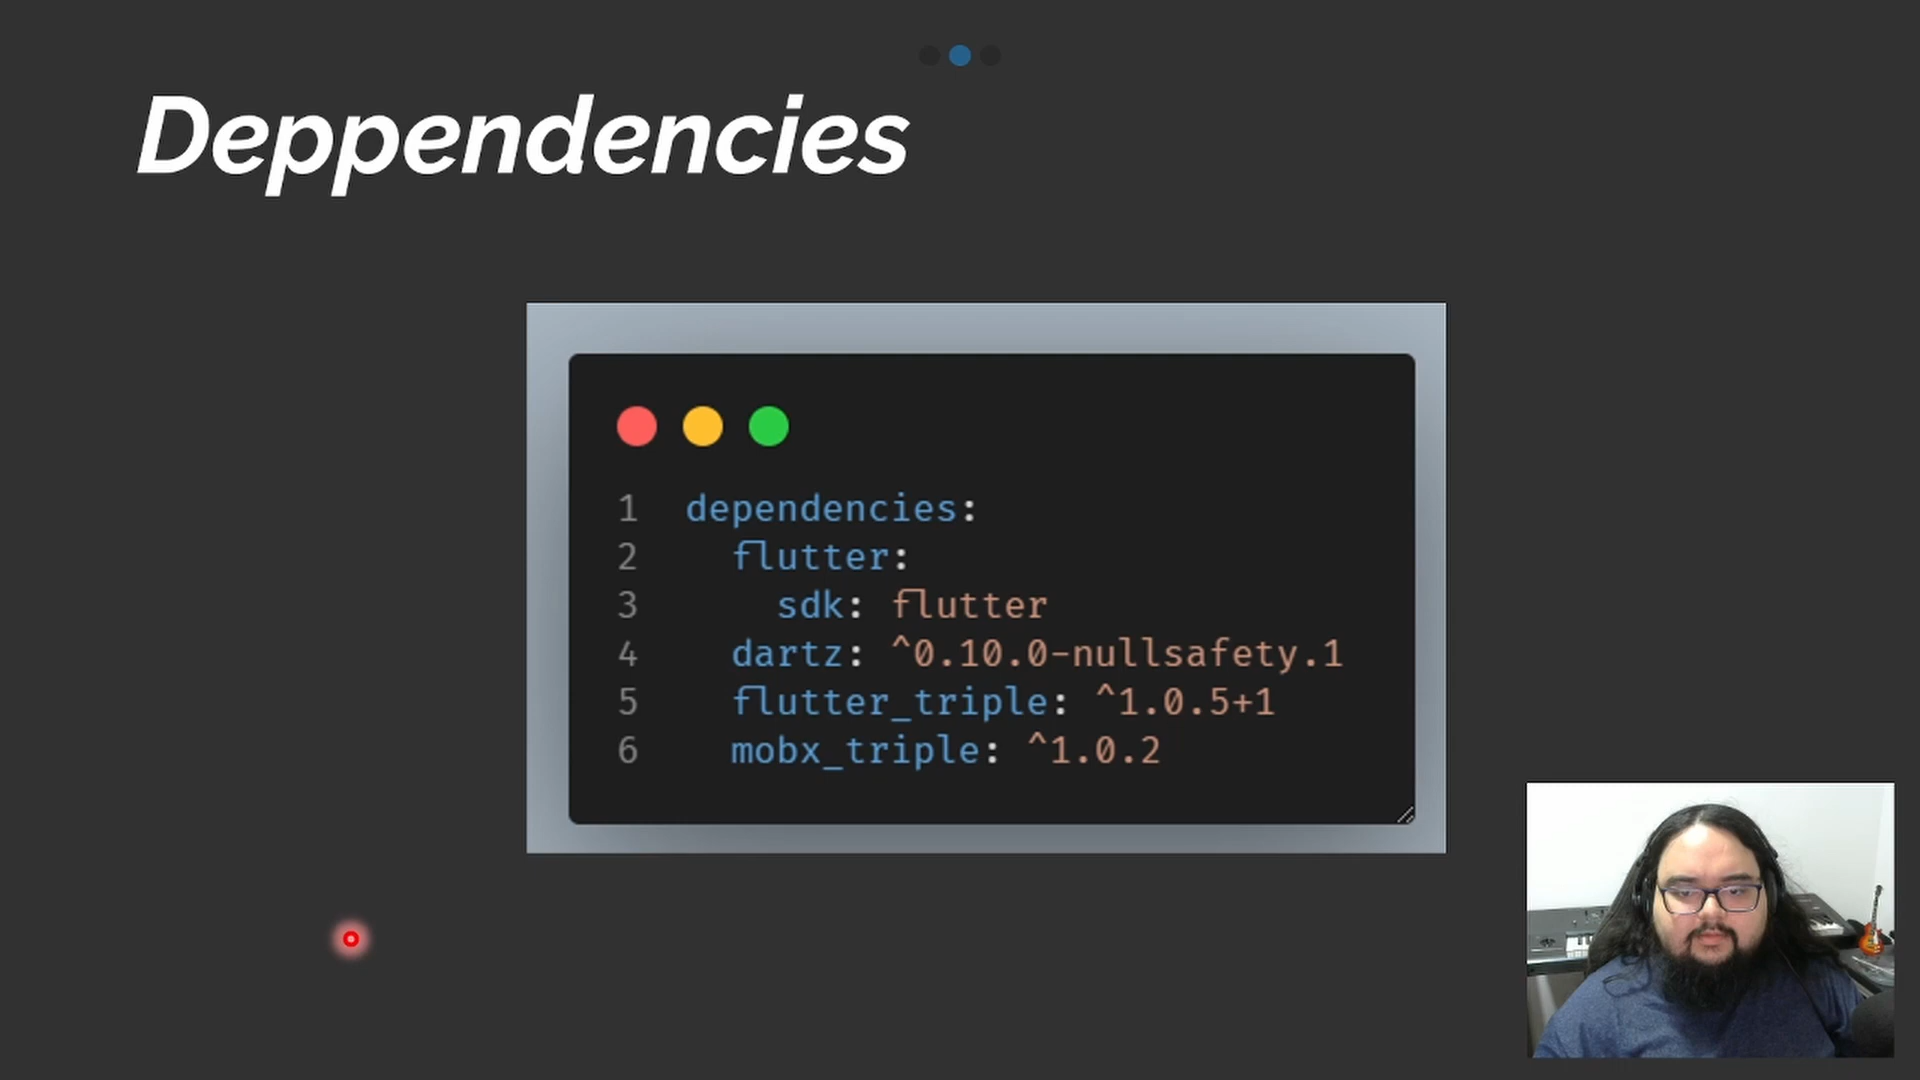 Deppendencies
1 dependencies:
2 flutter:
3 sdk: flutter
4 dartz: ^0.10.0-nullsafety.1
5 flutter_triple: ^1.0.5+1
6 mobx_triple: ^1.0.2